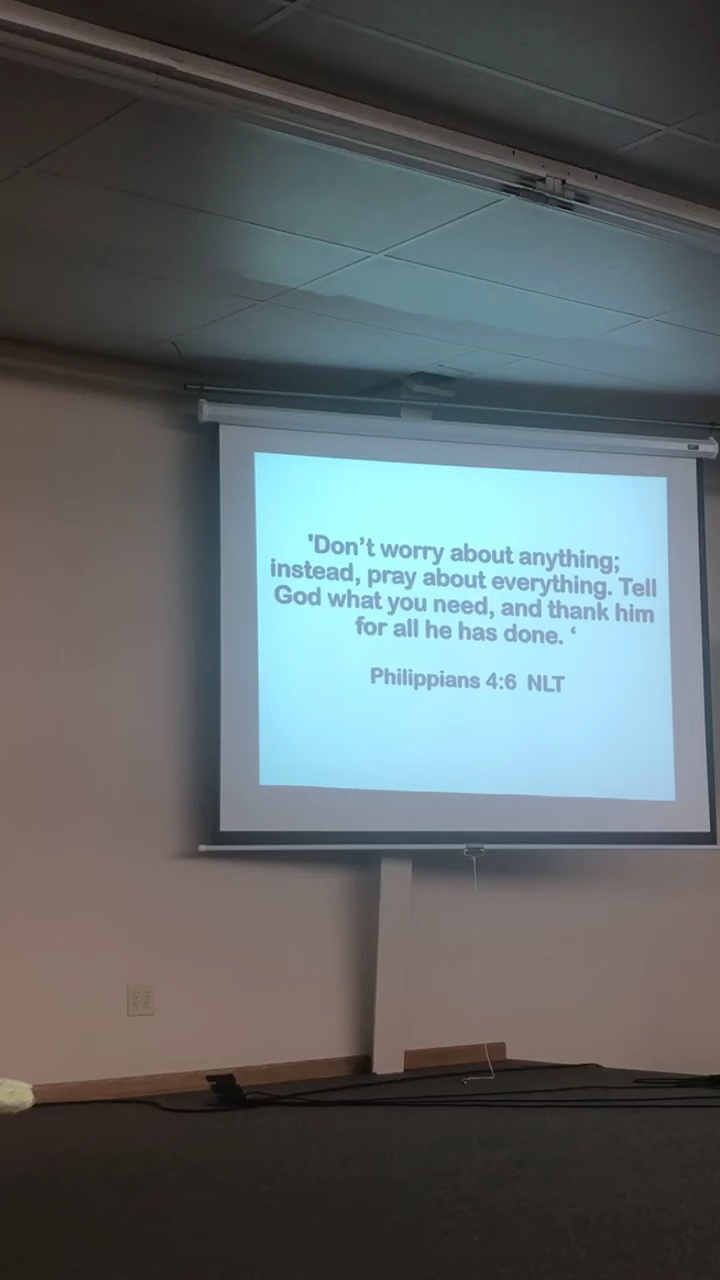 'Don’t worry about anything;
instead, pray about everything. Tell
God what you need, and thank him
for all he has done. ‘
Philippians 4:6 NLT